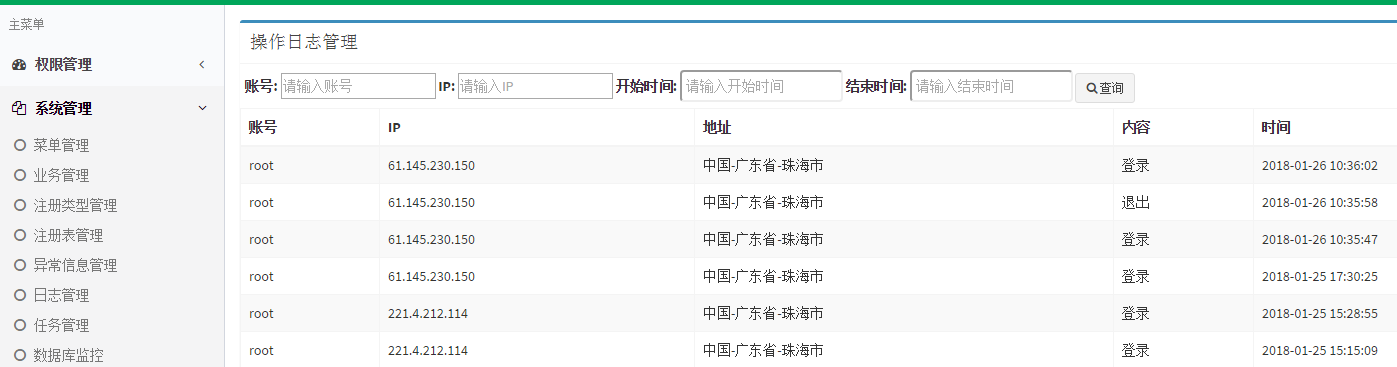 主菜单
权限管理
系统管理
菜单管理
业务管理
注册类型管理
注册表管理
异常信息管理
日志管理
任务管理
数据库监控
操作日志管理
账号: 请输入账号 IP: 请输入IP 开始时间: 请输入开始时间 结束时间: 请输入结束时间 查询
账号 IP 地址 内容 时间
root 61.145.230.150 中国-广东省-珠海市 登录 2018-01-26 10:36:02
root 61.145.230.150 中国-广东省-珠海市 退出 2018-01-26 10:35:58
root 61.145.230.150 中国-广东省-珠海市 登录 2018-01-26 10:35:47
root 61.145.230.150 中国-广东省-珠海市 登录 2018-01-25 17:30:25
root 221.4.212.114 中国-广东省-珠海市 登录 2018-01-25 15:28:55
root 221.4.212.114 中国-广东省-珠海市 登录 2018-01-25 15:15:09